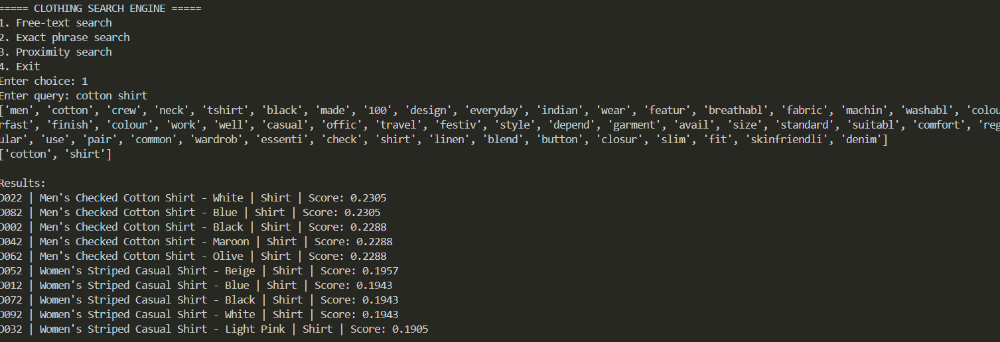 ===== CLOTHING SEARCH ENGINE =====
1. Free-text search
2. Exact phrase search
3. Proximity search
4. Exit
Enter choice: 1
Enter query: cotton shirt
['men', 'cotton', 'crew', 'neck', 'tshirt', 'black', 'made', '100', 'design', 'everyday', 'indian', 'wear', 'featur', 'breathabl', 'fabric', 'machin', 'washabl', 'colou
rfast', 'finish', 'colour', 'work', 'well', 'casual', 'offic', 'travel', 'festiv', 'style', 'depend', 'garment', 'avail', 'size', 'standard', 'suitabl', 'comfort', 'reg
ular', 'use', 'pair', 'common', 'wardrob', 'essenti', 'check', 'shirt', 'linen', 'blend', 'button', 'closur', 'slim', 'fit', 'skinfriendli', 'denim']
['cotton', 'shirt']
Results:
D022 | Men's Checked Cotton Shirt - White | Shirt | Score: 0.2305
D082 | Men's Checked Cotton Shirt - Blue | Shirt | Score: 0.2305
D002 | Men's Checked Cotton Shirt - Black | Shirt | Score: 0.2288
D042 | Men's Checked Cotton Shirt - Maroon | Shirt | Score: 0.2288
D062 | Men's Checked Cotton Shirt - Olive | Shirt | Score: 0.2288
D052 | Women's Striped Casual Shirt - Beige | Shirt | Score: 0.1957
D012 | Women's Striped Casual Shirt - Blue | Shirt | Score: 0.1943
D072 | Women's Striped Casual Shirt - Black | Shirt | Score: 0.1943
D092 | Women's Striped Casual Shirt - White | Shirt | Score: 0.1943
D032 | Women's Striped Casual Shirt - Light Pink | Shirt | Score: 0.1905